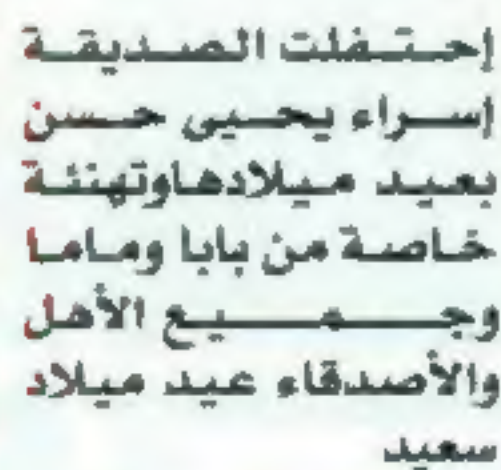 إحتفلت الصديقة
إسراء يحيى حسن
بعيد ميلادهاوتهنئة
خاصة من بابا وماما
وجميع الأهل
والأصدقاء عيد ميلاد
سعيد